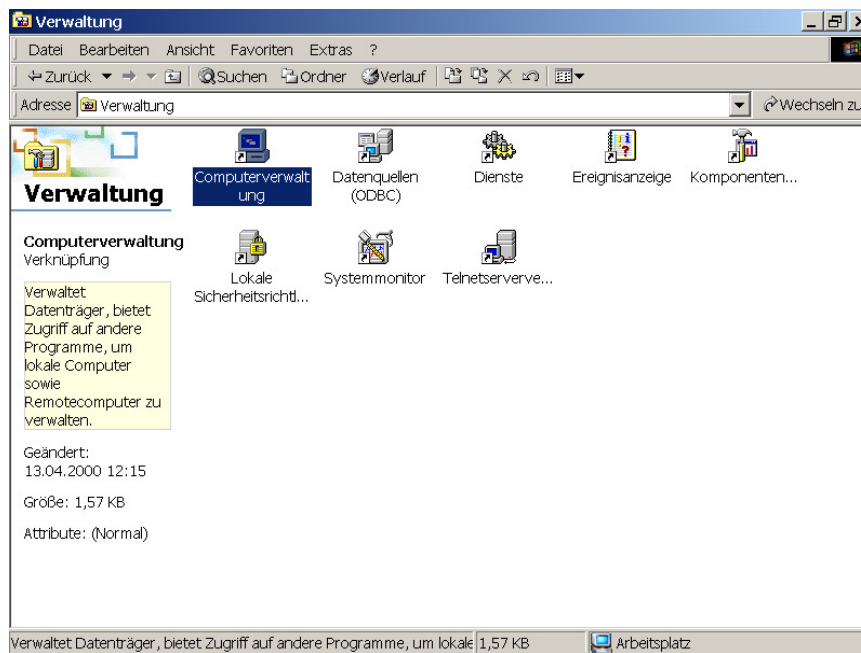 Verwaltung
Datei Bearbeiten Ansicht Favoriten Extras ?
Zurück Suchen Ordner Verlauf
Adresse Verwaltung Wechseln zu
Verwaltung
Computerverwaltung
Verknüpfung
Verwaltet
Datenträger, bietet
Zugriff auf andere
Programme, um
lokale Computer
sowie
Remotecomputer zu
verwalten.
Geändert:
13.04.2000 12:15
Größe: 1,57 KB
Attribute: (Normal)
Computerverwalt
ung
Datenquellen
(ODBC)
Dienste
Ereignisanzeige
Komponenten...
Lokale
Sicherheitsrichtl...
Systemmonitor
Telnetserverve...
Verwaltet Datenträger, bietet Zugriff auf andere Programme, um lokale 1,57 KB Arbeitsplatz